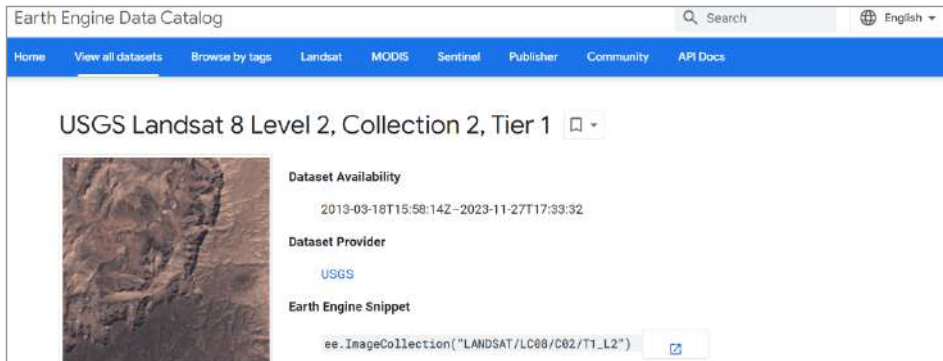 Earth Engine Data Catalog
Search
English
Home View all datasets Browse by tags Landsat MODIS Sentinel Publisher Community API Docs
USGS Landsat 8 Level 2, Collection 2, Tier 1
Dataset Availability
2013-03-18T15:58:14Z–2023-11-27T17:33:32
Dataset Provider
USGS
Earth Engine Snippet
ee.ImageCollection("LANDSAT/LC08/C02/T1_L2")